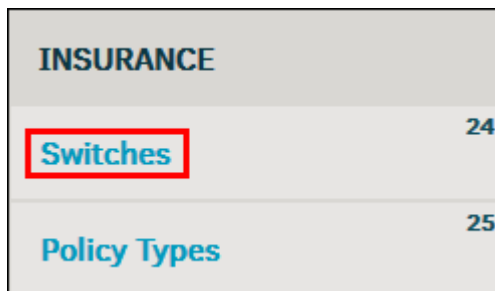 INSURANCE
24
Switches
25
Policy Types